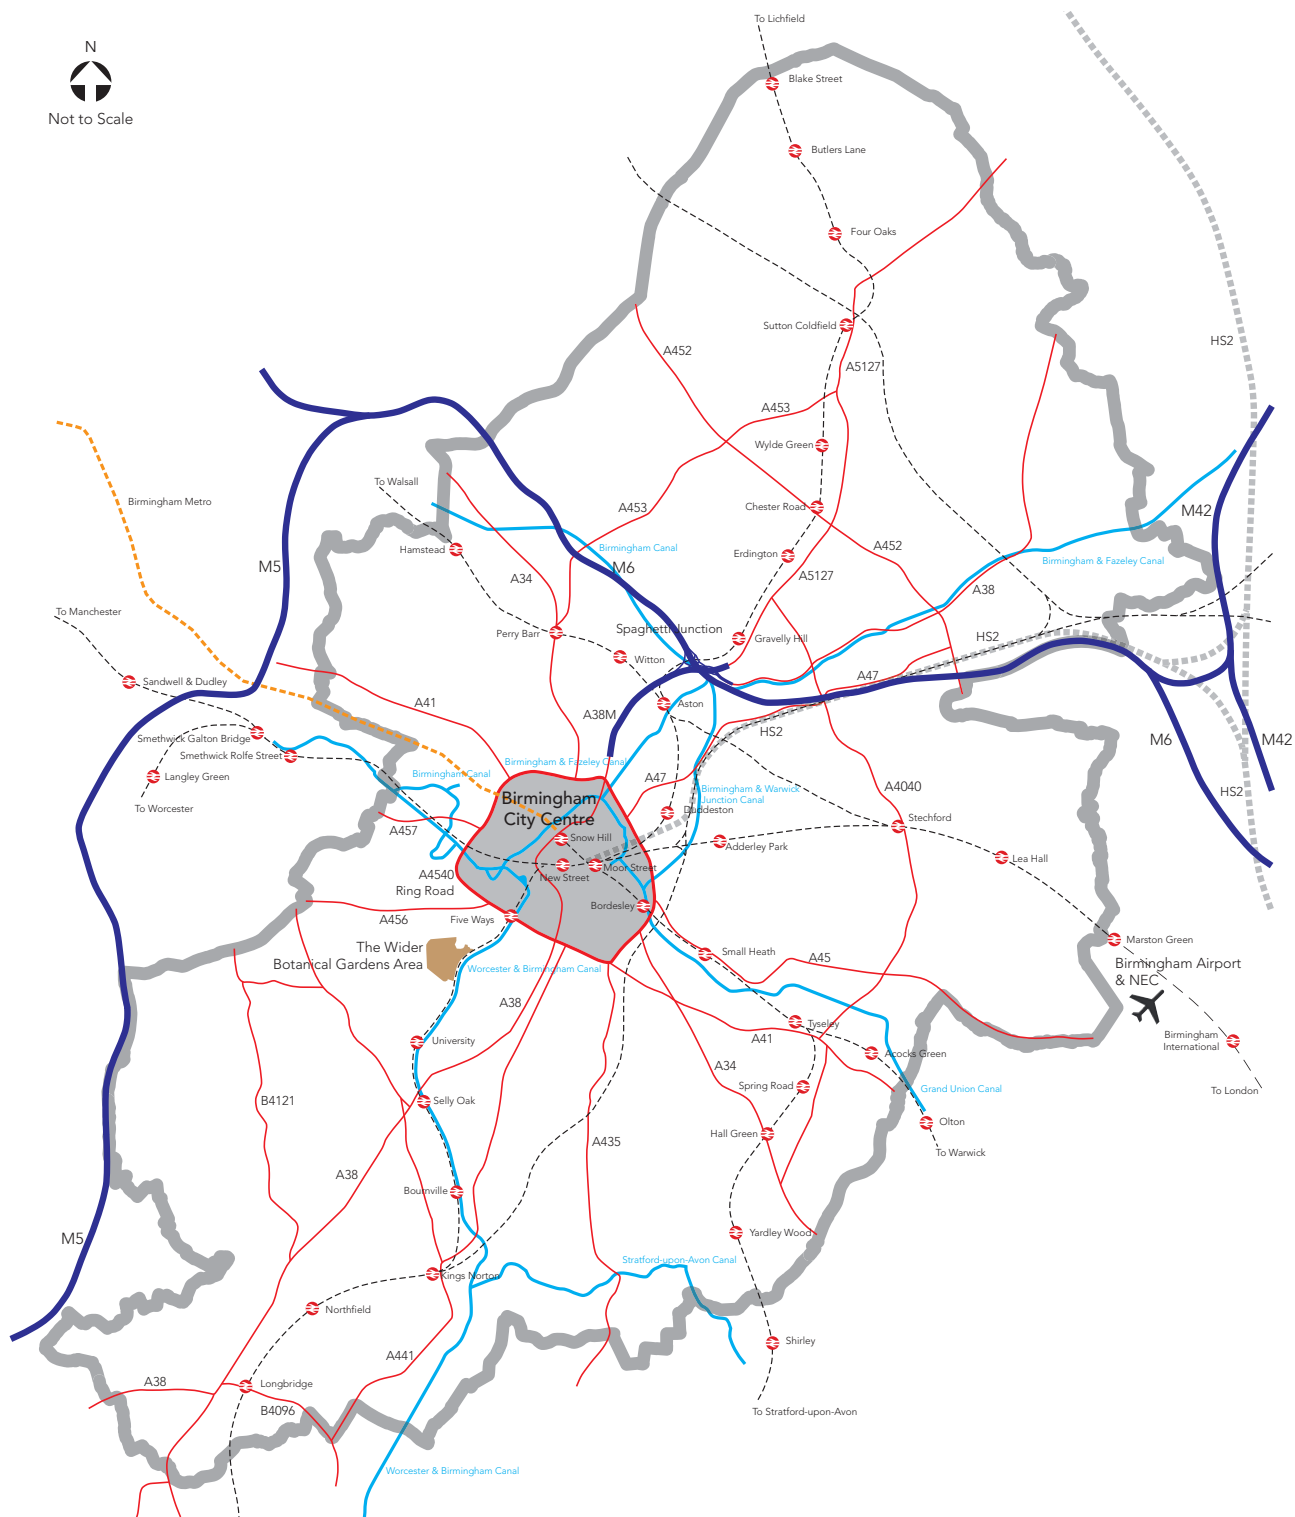 To Lichfield
N
Blake Street
Not to Scale
Butlers Lane
Four Oaks
Sutton Coldfield
HS2
A452
A5127
A453
Wylde Green
To Walsall
Birmingham Metro
A453
Chester Road
M42
Hamstead
Birmingham Canal
Erdington
A452
Birmingham & Fazeley Canal
M5
M6
A34
A5127
A38
To Manchester
Perry Barr
Spaghetti Junction
Gravelly Hill
HS2
Witton
Sandwell & Dudley
A47
A41
A38M
Aston
HS2
Smethwick Galton Bridge
M6
M42
Smethwick Rolfe Street
Birmingham & Fazeley Canal
Langley Green
Birmingham Canal
A47
Birmingham & Warwick
Junction Canal
A4040
HS2
To Worcester
Birmingham
City Centre
Duddeston
Stechford
A457
Snow Hill
Adderley Park
Lea Hall
A4540
Ring Road
New Street
Moor Street
Bordesley
A456
Five Ways
Marston Green
The Wider
Botanical Gardens Area
Small Heath
A45
Birmingham Airport
& NEC
Worcester & Birmingham Canal
A38
Tyseley
University
A41
Acocks Green
Birmingham
International
A34
Spring Road
Grand Union Canal
To London
B4121
Selly Oak
Olton
Hall Green
A435
To Warwick
A38
Bournville
M5
Yardley Wood
Stratford-upon-Avon Canal
Kings Norton
Northfield
Shirley
A441
A38
Longbridge
B4096
To Stratford-upon-Avon
Worcester & Birmingham Canal